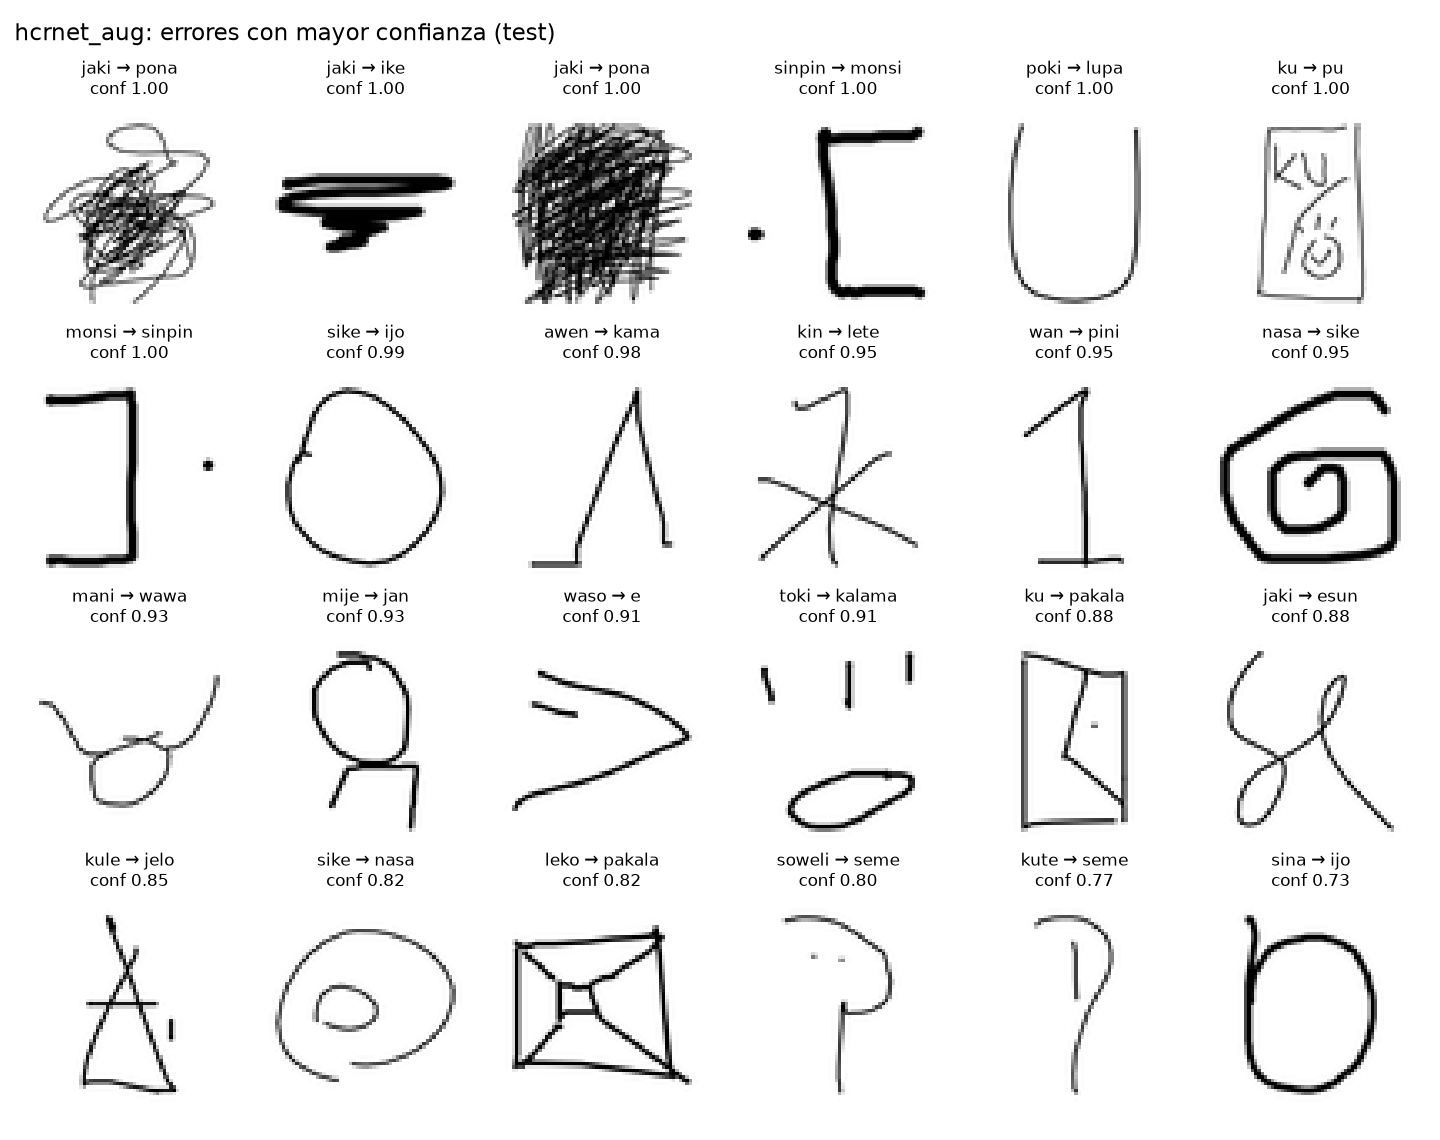 hcrnet_aug: errores con mayor confianza (test)
jaki → pona jaki → ike jaki → pona sinpin → monsi poki → lupa ku → pu
conf 1.00 conf 1.00 conf 1.00 conf 1.00 conf 1.00 conf 1.00
KU
monsi → sinpin sike → ijo awen → kama kin → lete wan → pini nasa → sike
conf 1.00 conf 0.99 conf 0.98 conf 0.95 conf 0.95 conf 0.95
mani → wawa mije → jan waso → e toki → kalama ku → pakala jaki → esun
conf 0.93 conf 0.93 conf 0.91 conf 0.91 conf 0.88 conf 0.88
kule → jelo sike → nasa leko → pakala soweli → seme kute → seme sina → ijo
conf 0.85 conf 0.82 conf 0.82 conf 0.80 conf 0.77 conf 0.73